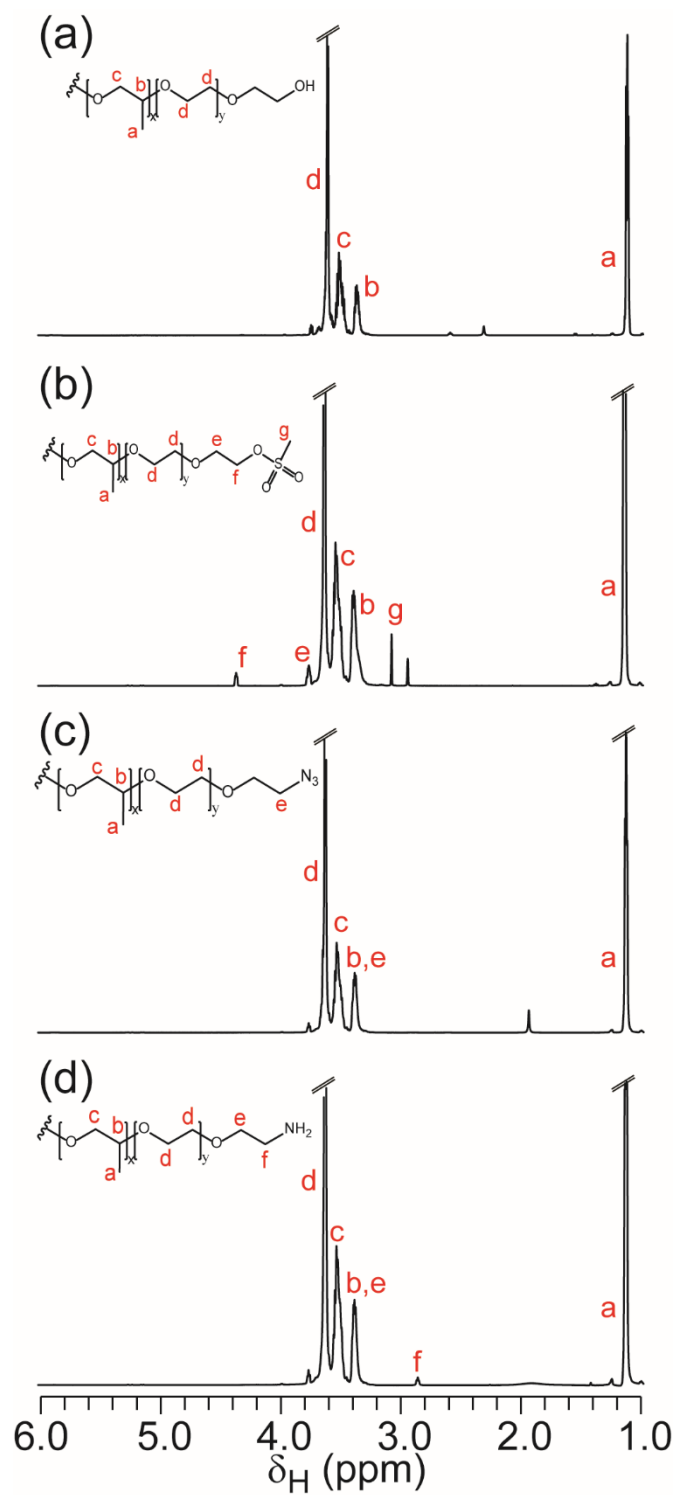 (a)
c b O d O OH
O x O y
a d
d
c
b
a
(b)
c b O d O e O g
O x O y S O
a d f O
d
c
b
g
e
f
a
(c)
c b O d O N3
O x O y
a d e
d
c
b,e
a
(d)
c b O d O e NH2
O x O y
a d f
d
c
b,e
f
a
6.0 5.0 4.0 3.0 2.0 1.0
δH (ppm)